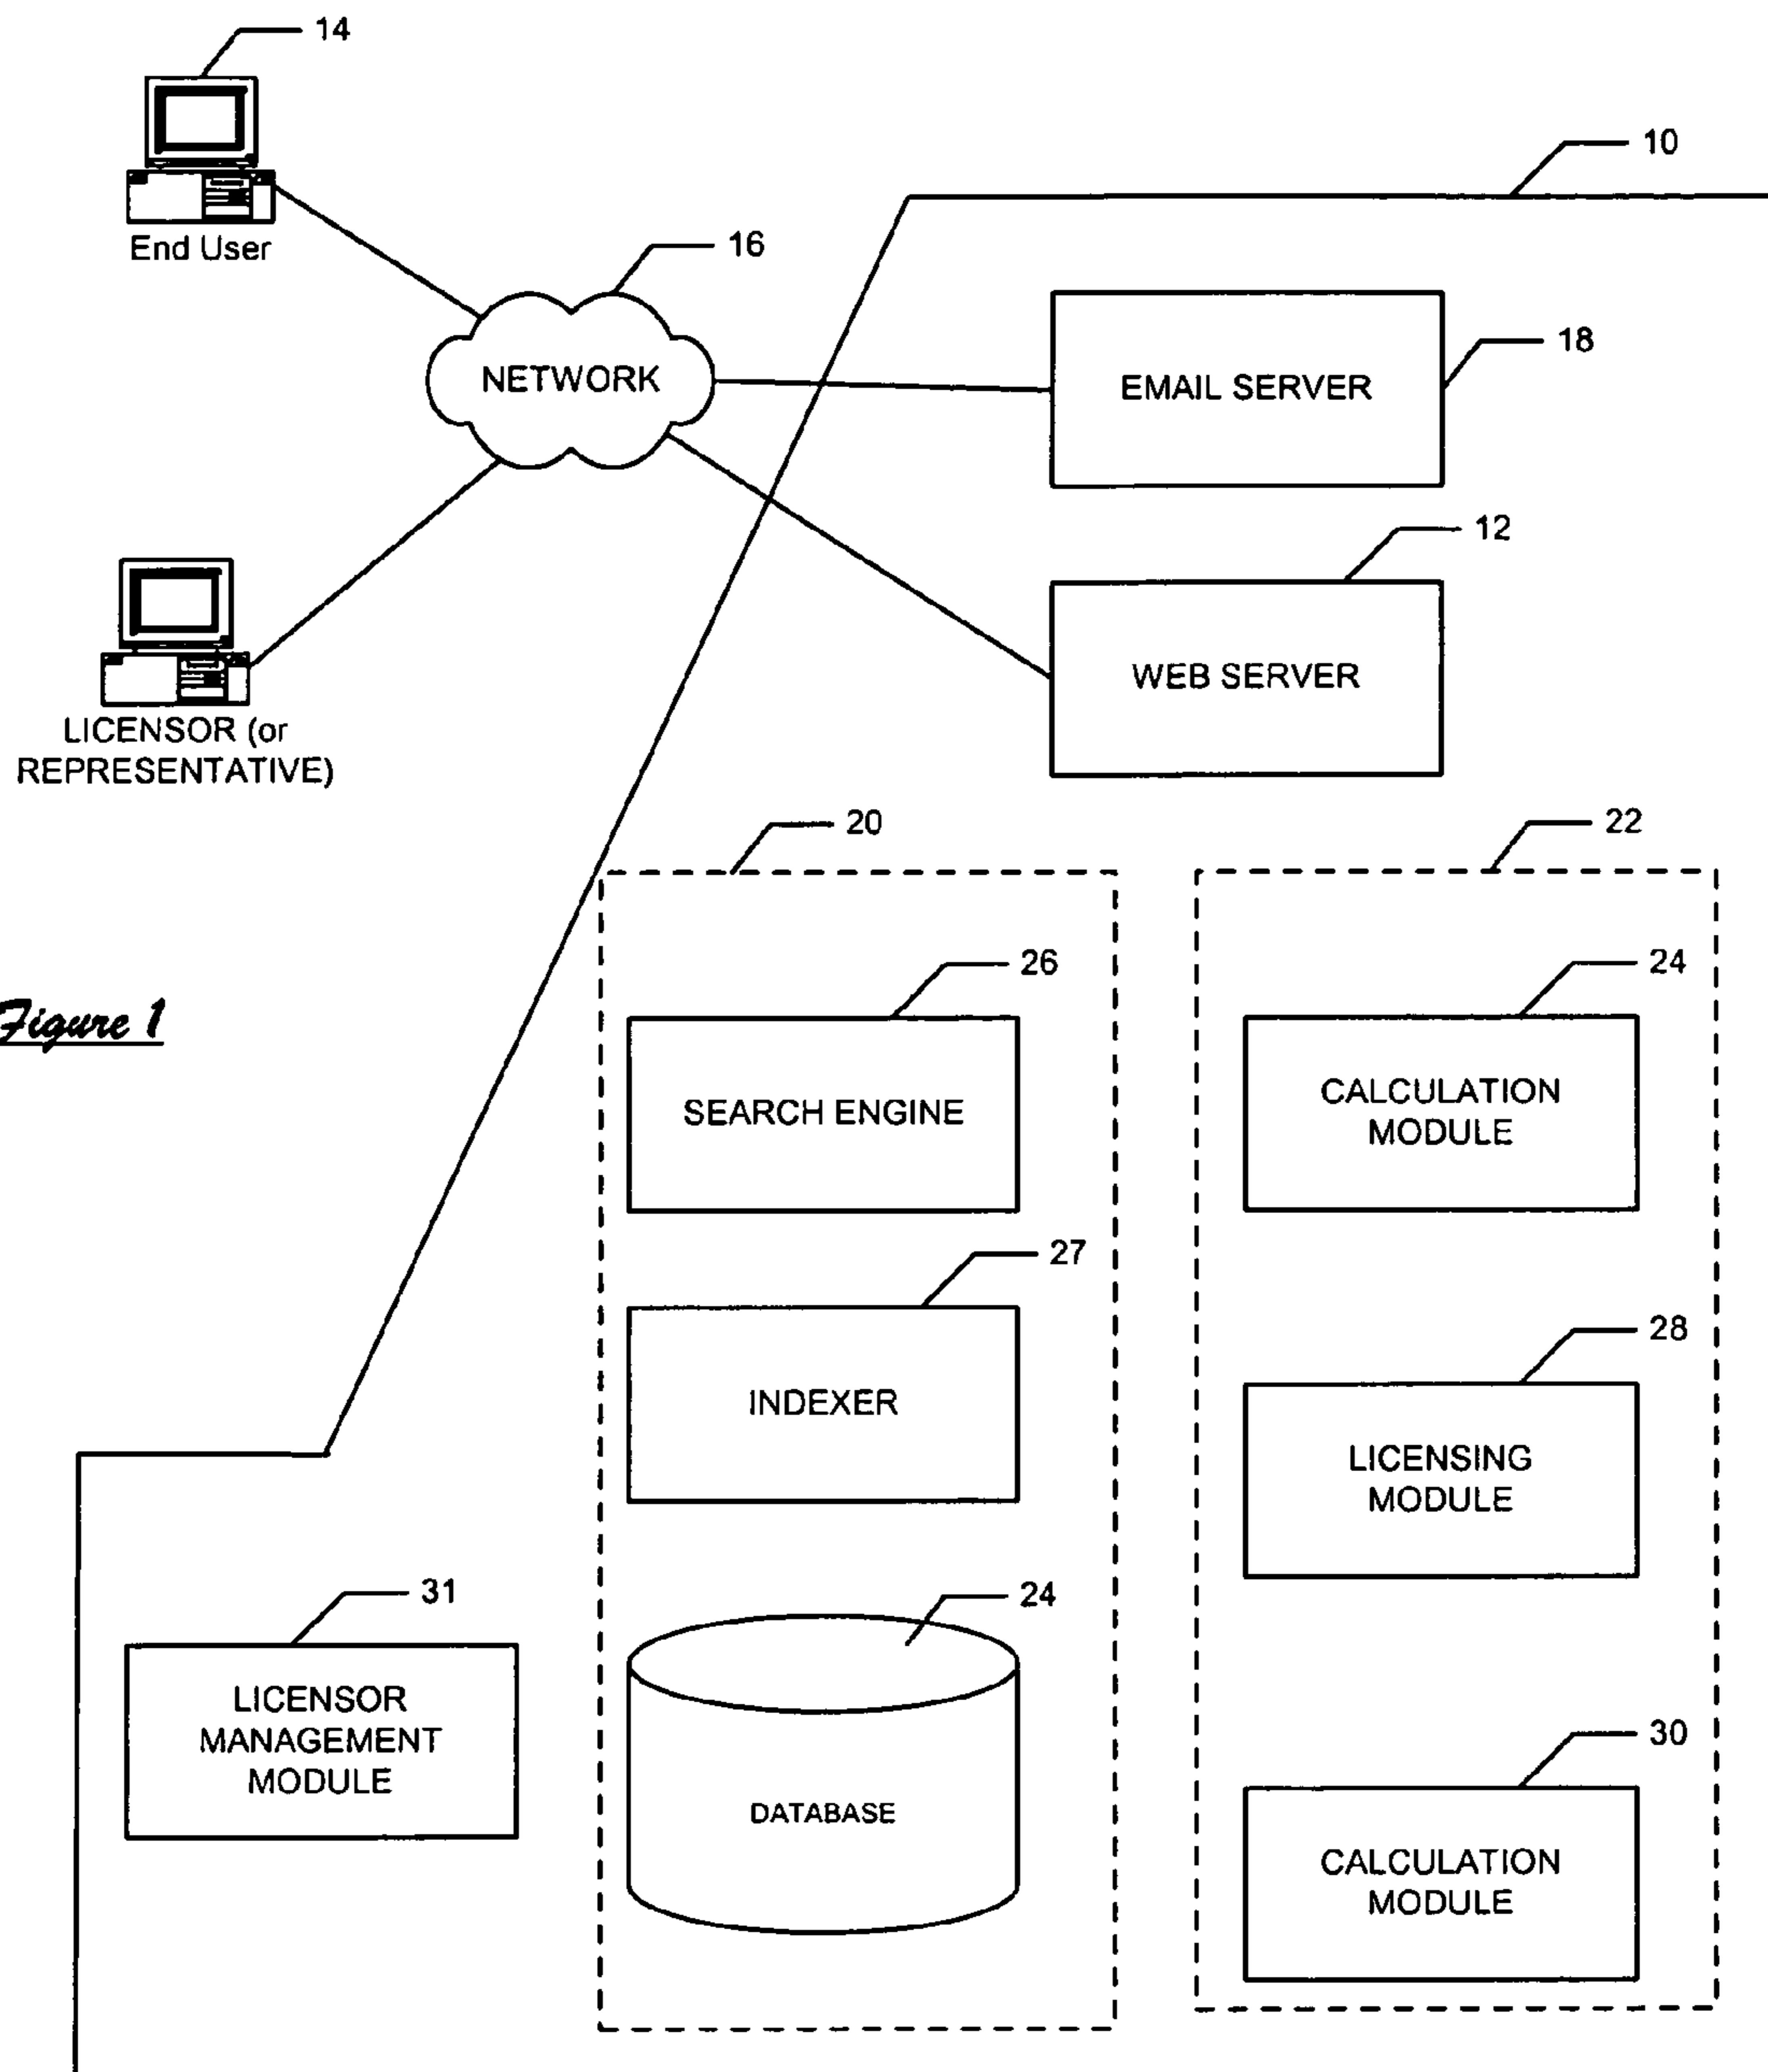 14
10
End User
16
NETWORK
18
EMAIL SERVER
12
WEB SERVER
LICENSOR (or
REPRESENTATIVE)
20
22
26
24
Figure 1
SEARCH ENGINE
CALCULATION
MODULE
27
28
INDEXER
LICENSING
MODULE
31
24
LICENSOR
MANAGEMENT
MODULE
DATABASE
30
CALCULATION
MODULE